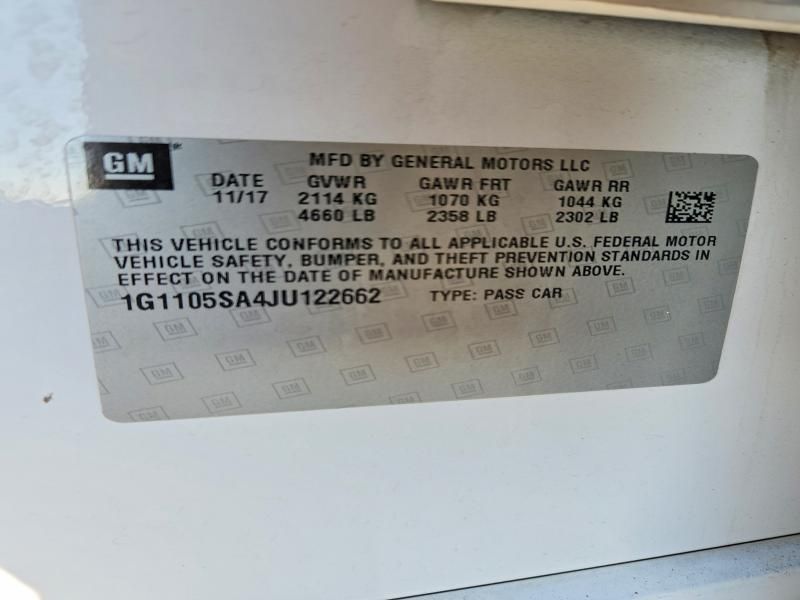 GM
MFD BY GENERAL MOTORS LLC
DATE GVWR GAWR FRT GAWR RR
11/17 2114 KG 1070 KG 1044 KG
4660 LB 2358 LB 2302 LB
THIS VEHICLE CONFORMS TO ALL APPLICABLE U.S. FEDERAL MOTOR
VEHICLE SAFETY, BUMPER, AND THEFT PREVENTION STANDARDS IN
EFFECT ON THE DATE OF MANUFACTURE SHOWN ABOVE.
1G1105SA4JU122662 TYPE: PASS CAR